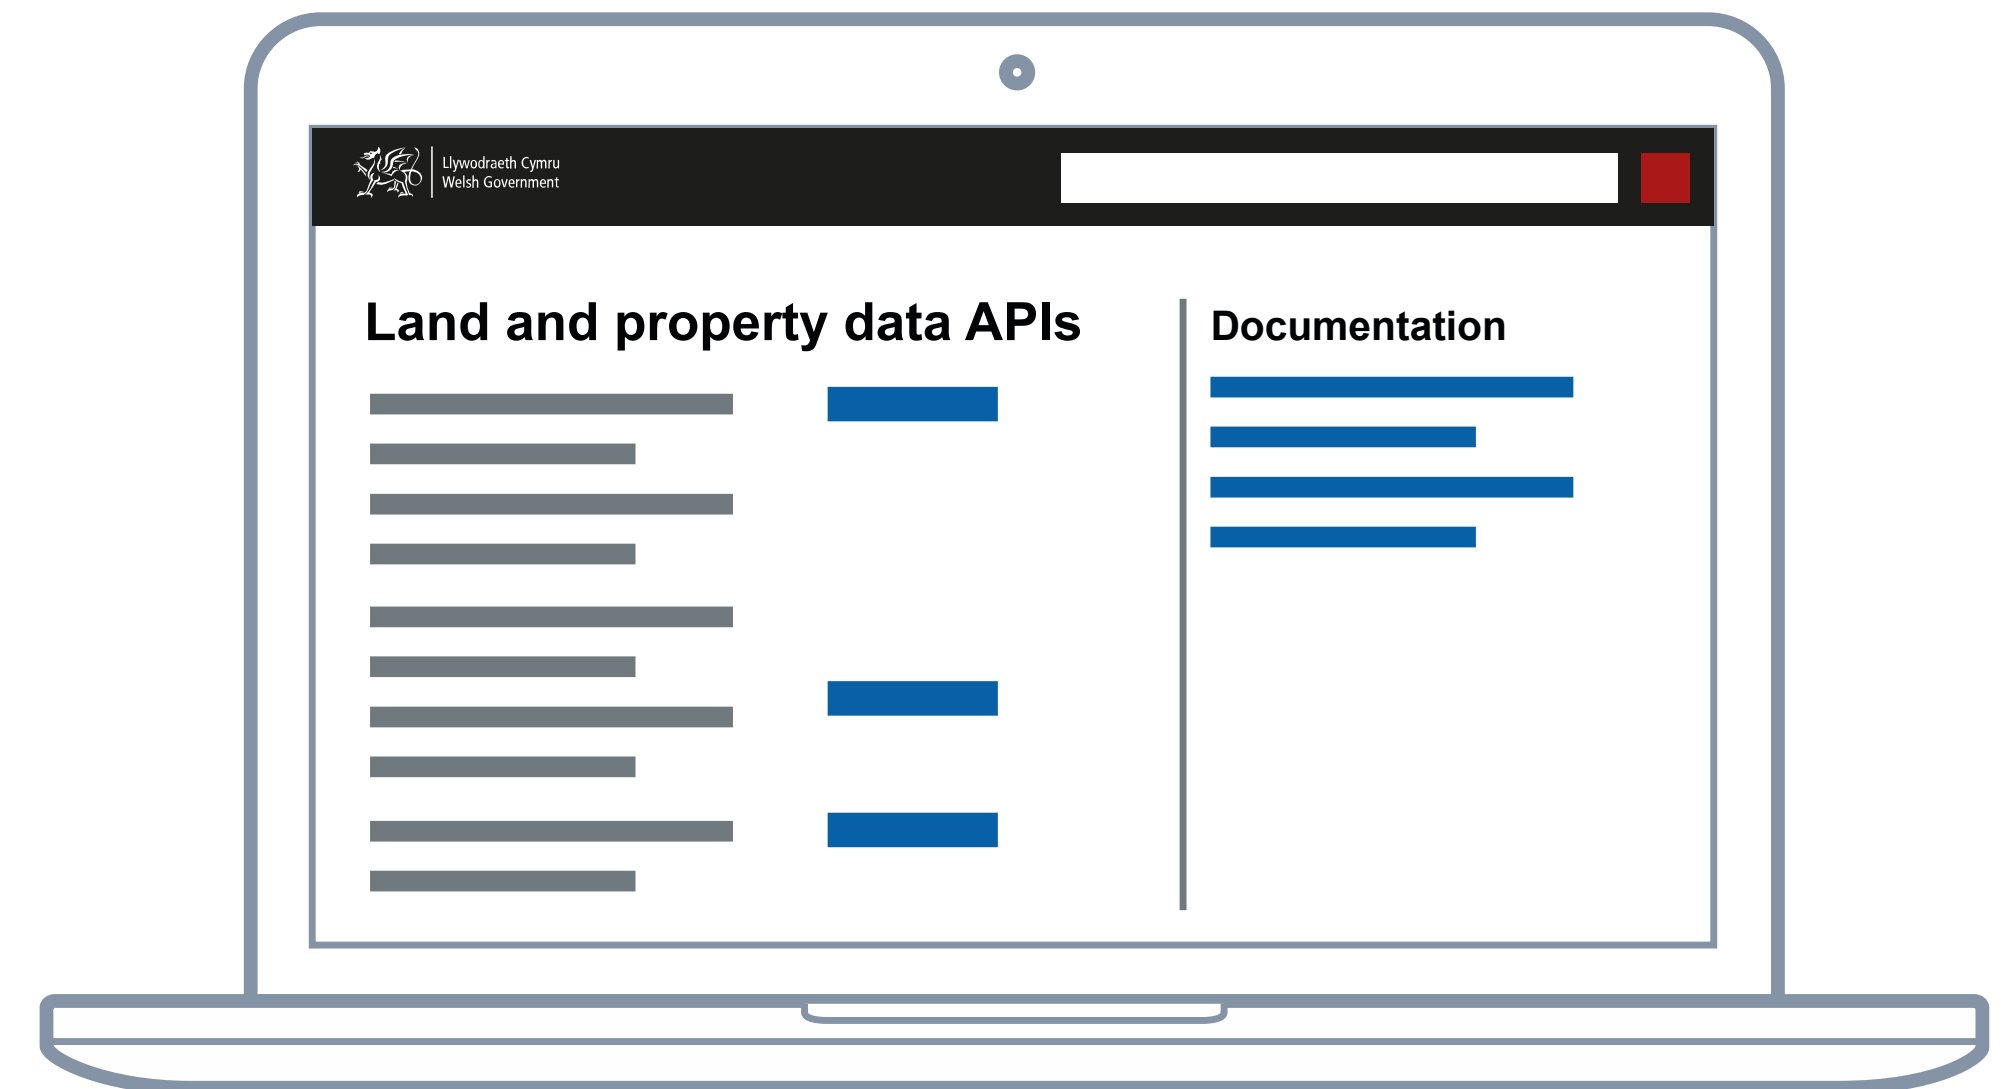 Llywodraeth Cymru
Welsh Government
Land and property data APIs
Documentation